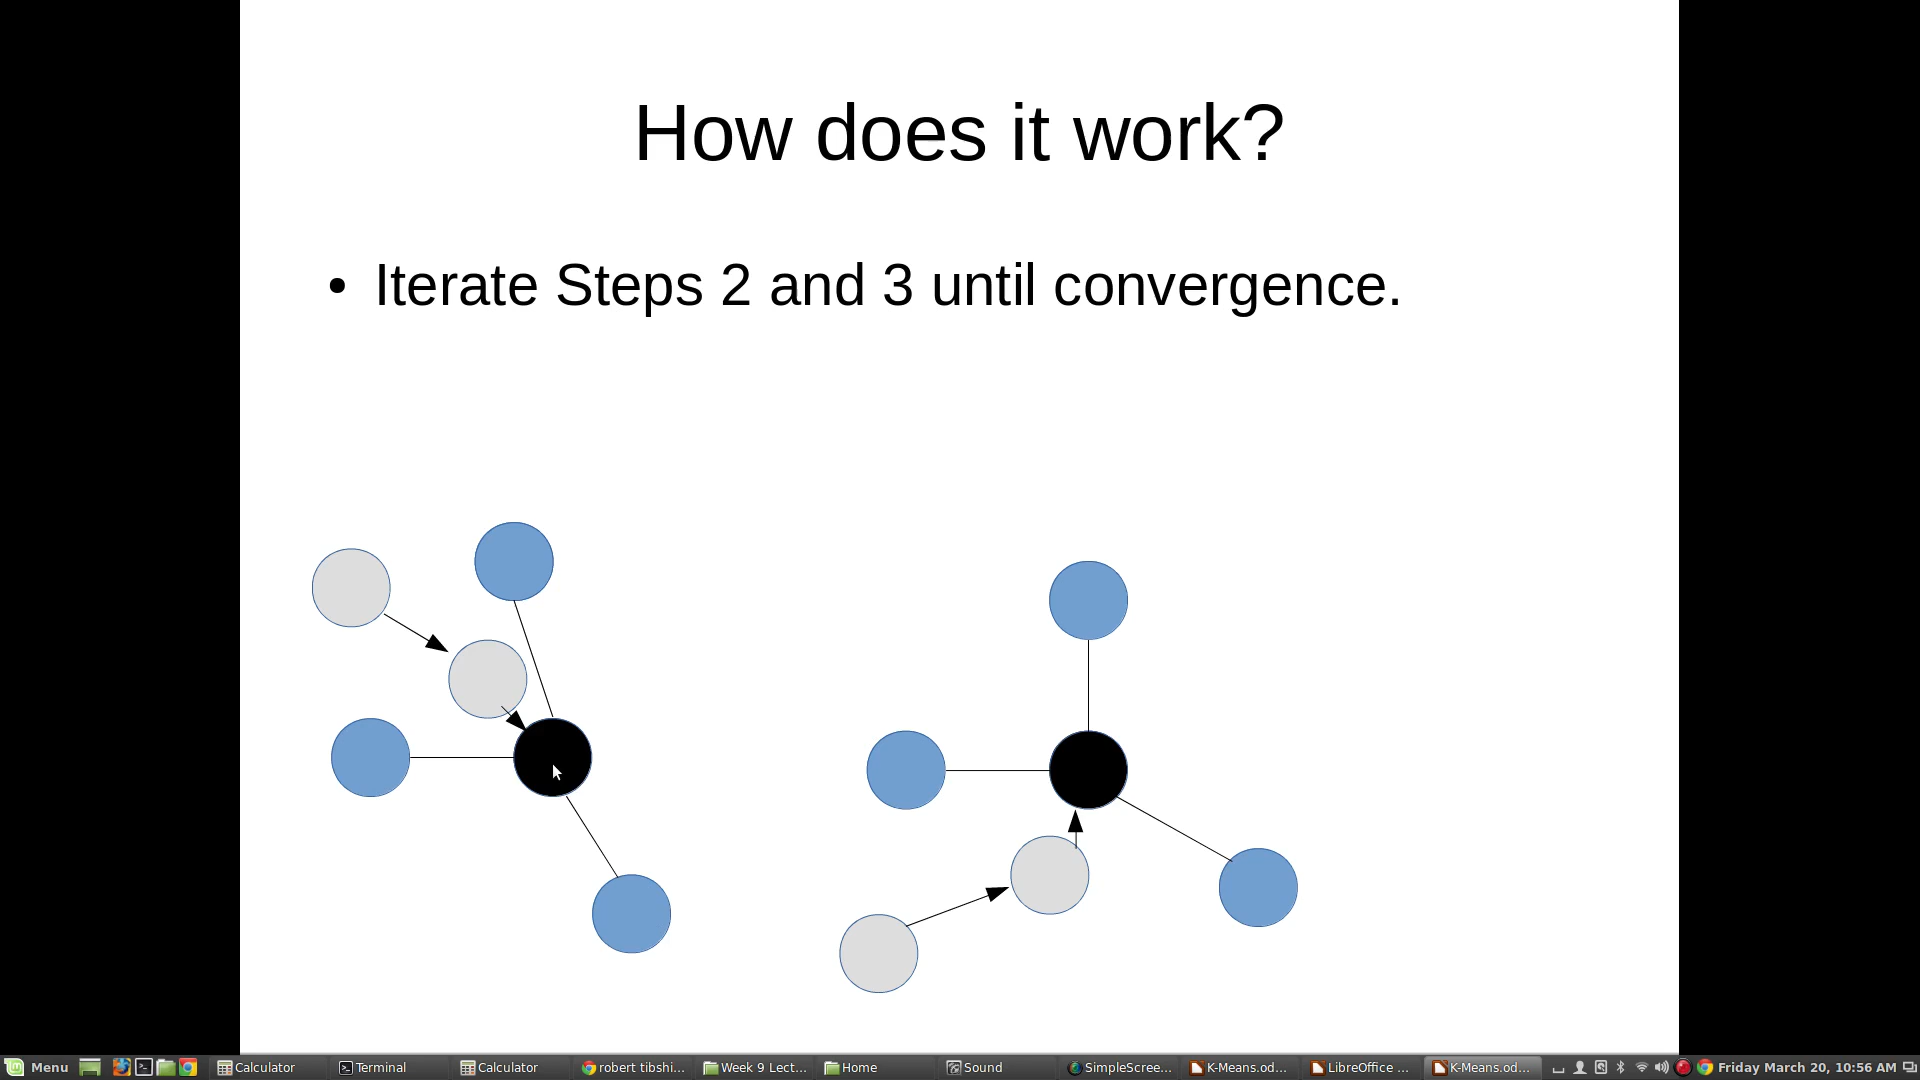 How does it work?
• Iterate Steps 2 and 3 until convergence.
Menu Calculator Terminal Calculator robert tibshi... Week 9 Lect... Home Sound SimpleScree... K-Means.od... LibreOffice ... K-Means.od... Friday March 20, 10:56 AM